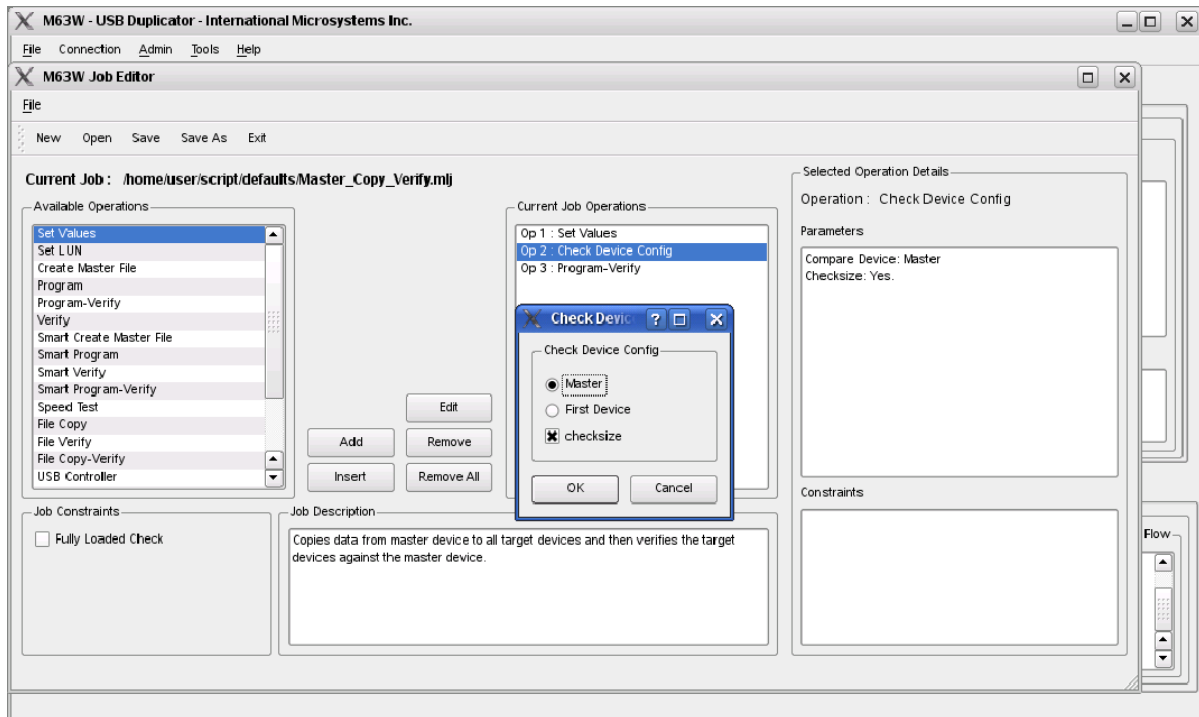 M63W - USB Duplicator - International Microsystems Inc.
File Connection Admin Tools Help
M63W Job Editor
File
New Open Save Save As Exit
Current Job : /home/user/script/defaults/Master_Copy_Verify.mlj
Available Operations
Set Values
Set LUN
Create Master File
Program
Program-Verify
Verify
Smart Create Master File
Smart Program
Smart Verify
Smart Program-Verify
Speed Test
File Copy
File Verify
File Copy-Verify
USB Controller
Add
Insert
Edit
Remove
Remove All
Current Job Operations
Op 1 : Set Values
Op 2 : Check Device Config
Op 3 : Program-Verify
Check Devic
?
Check Device Config
Master
First Device
checksize
OK Cancel
Selected Operation Details
Operation : Check Device Config
Parameters
Compare Device: Master
Checksize: Yes.
Constraints
Job Constraints
Fully Loaded Check
Job Description
Copies data from master device to all target devices and then verifies the target
devices against the master device.
Flow